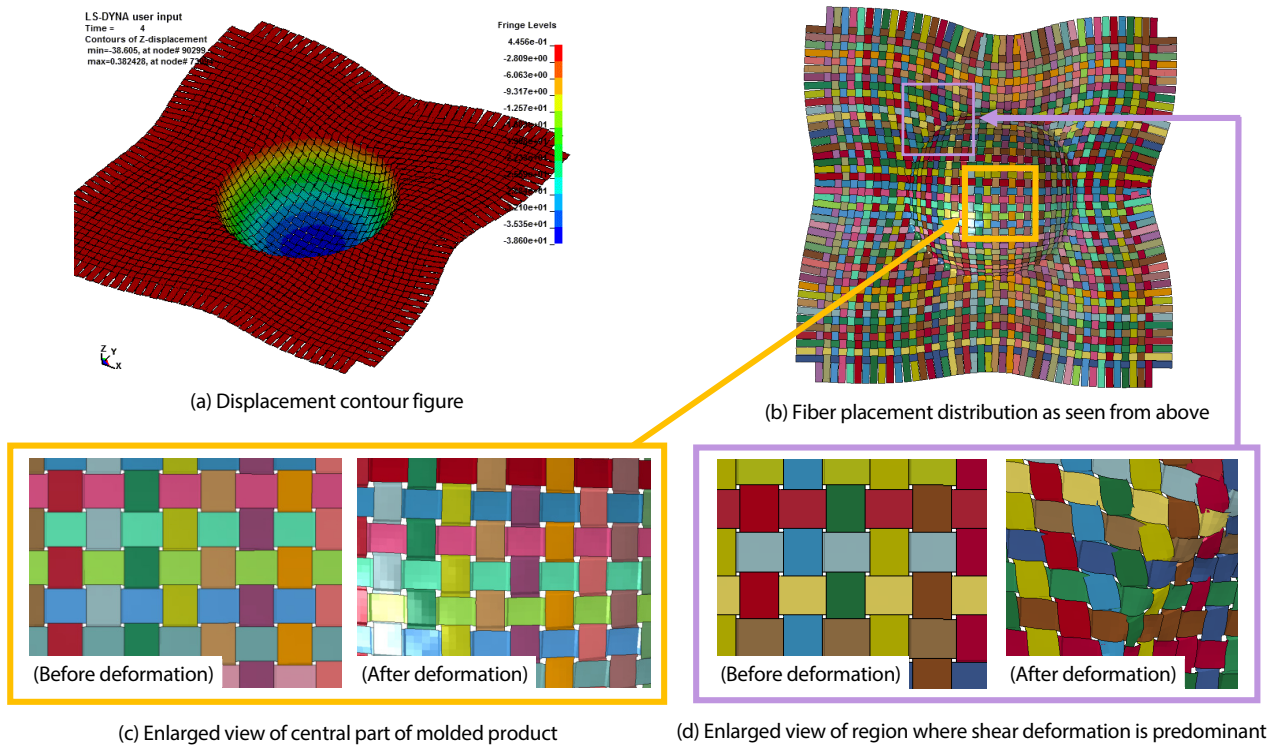 LS-DYNA user input
Time = 4
Contours of Z-displacement
min=-38.605, at node# 90299
max=0.382428, at node#
Fringe Levels
4.456e-01
-2.809e+00
-6.063e+00
-9.317e+00
-1.257e+01
-3.535e+01
-3.860e+01
Z
Y
X
(a) Displacement contour figure
(b) Fiber placement distribution as seen from above
(Before deformation)
(After deformation)
(Before deformation)
(After deformation)
(c) Enlarged view of central part of molded product
(d) Enlarged view of region where shear deformation is predominant